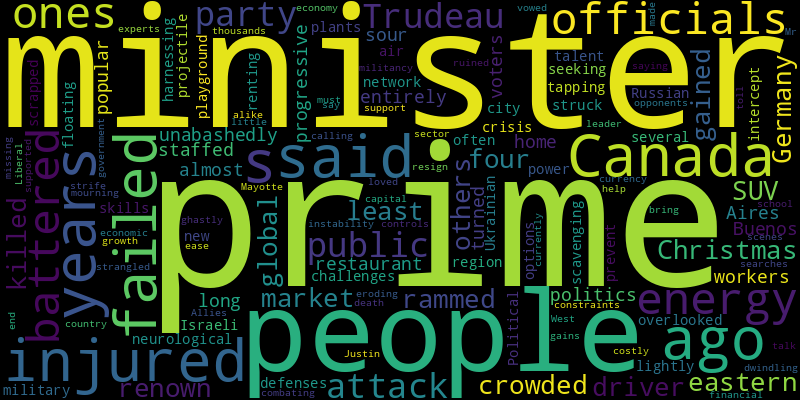 ones
party
Trudeau
economy
vowed
made
officials
Mr
minister
experts
thousands
plants
sour
air
militancy
network
entirely
alike
little
support
must
say
calling
scrapped
popular
floating
harnessing
projectile
playground
renting
progressive
voters
city
crisis
often
talent
seeking
tapping
struck
Russian
opponents
ruined
saying
gained
toll
intercept
Germany
leader
several
home
sector
resign
power
unabashedly
staffed
almost
s
said
four
Canada
missing
Liberal
supported
battered
years
government
strife
mourning
failed
skills
economic
growth
strangled
killed
prime
Mayotte
ghastly
new
ease
global
loved
capital
least
instability
controls
public
restaurant
challenges
others
turned
Ukrainian
region
currency
help
currently
options
scavenging
prevent
bring
SUV
Aires
Buenos
school
scenes
Christmas
searches
workers
end
country
long
Allies
Israeli
neurological
market
eroding
death
rammed
Political
politics
constraints
West
gains
energy
overlooked
people
ago
talk
injured
Justin
costly
lightly
dwindling
military
renown
defenses
combating
attack
crowded
driver
eastern
financial